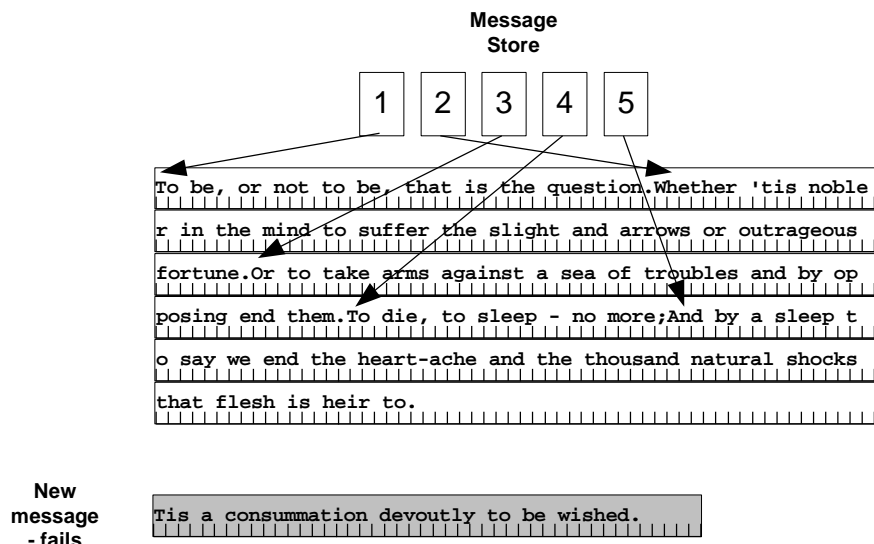 Message
Store
1 2 3 4 5
To be, or not to be, that is the question.Whether 'tis noble
r in the mind to suffer the slight and arrows or outrageous
fortune.Or to take arms against a sea of troubles and by op
posing end them.To die, to sleep - no more;And by a sleep t
o say we end the heart-ache and the thousand natural shocks
that flesh is heir to.
New
message
- fails
Tis a consummation devoutly to be wished.